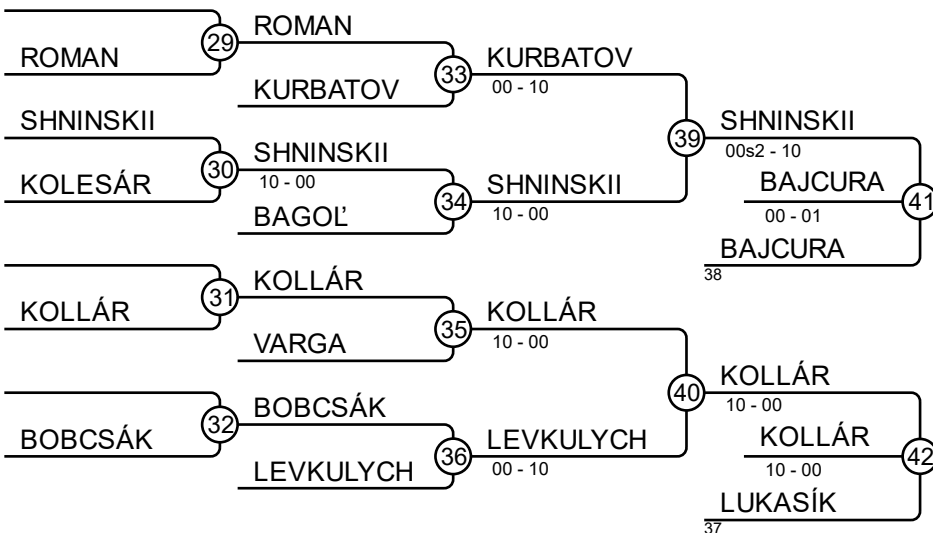 ROMAN
29
ROMAN
KURBATOV
33
KURBATOV
00 - 10
SHNINSKII
KOLESÁR
30
SHNINSKII
10 - 00
BAGOĽ
34
SHNINSKII
10 - 00
39
SHNINSKII
00s2 - 10
BAJCURA
00 - 01
41
BAJCURA
38
KOLLÁR
31
KOLLÁR
VARGA
35
KOLLÁR
10 - 00
BOBCSÁK
32
BOBCSÁK
LEVKULYCH
36
LEVKULYCH
00 - 10
40
KOLLÁR
10 - 00
KOLLÁR
10 - 00
42
LUKASÍK
37